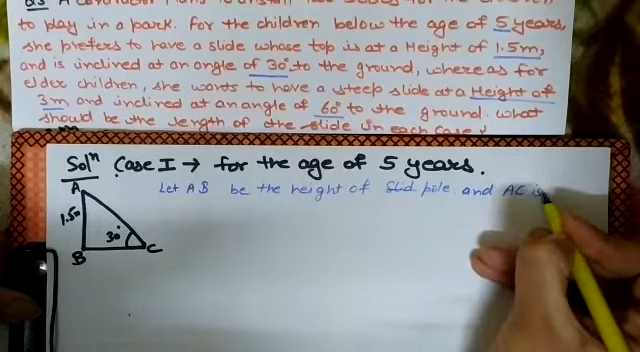 to play in a park. for the children below the age of 5 years,
she prefers to have a slide whose top is at a Height of 1.5m,
and is inclined at an angle of 30° to the ground, whereas for
elder children, she wants to have a steep slide at a Height of
3m, and inclined at an angle of 60° to the ground. what
should be the length of the slide in each case?
Solⁿ Case I → for the age of 5 years.
Let AB be the height of pole and AC is
A
1.5
30°
B
C